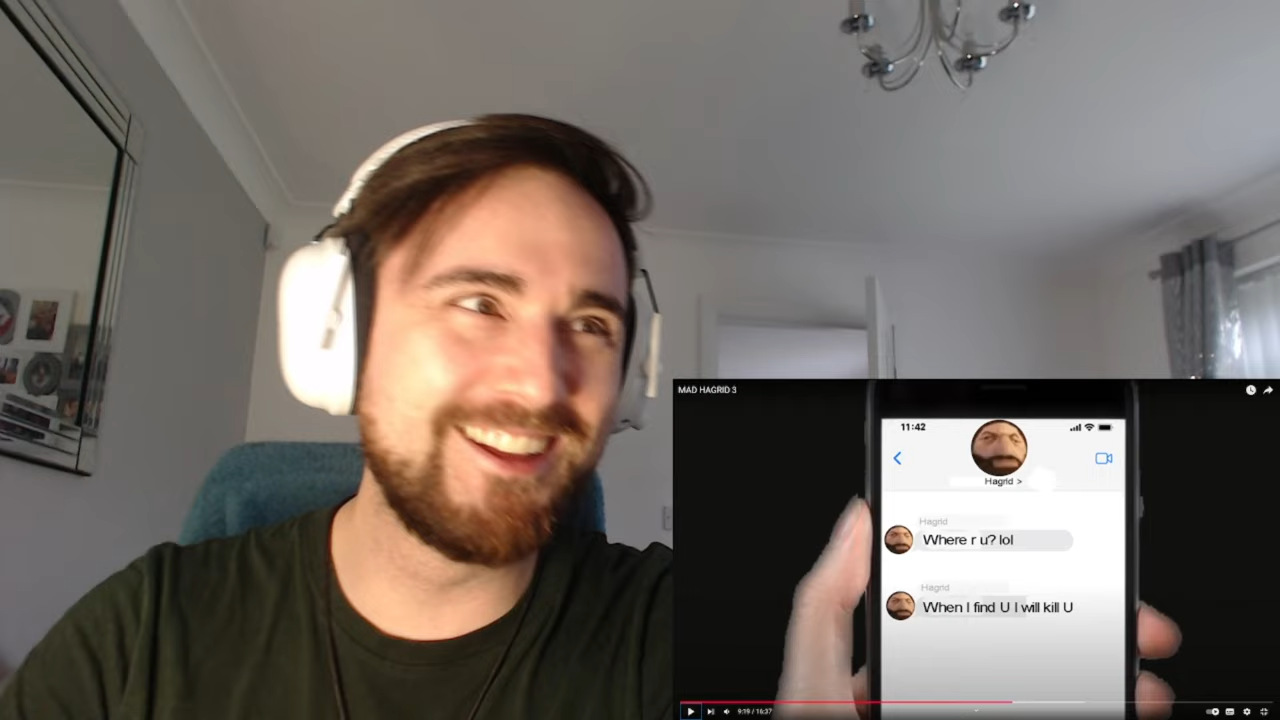 MAD HAGRID 3
11:42
Hagrid >
Hagrid
Where r u? lol
Hagrid
When I find U I will kill U
9:19 / 16:37